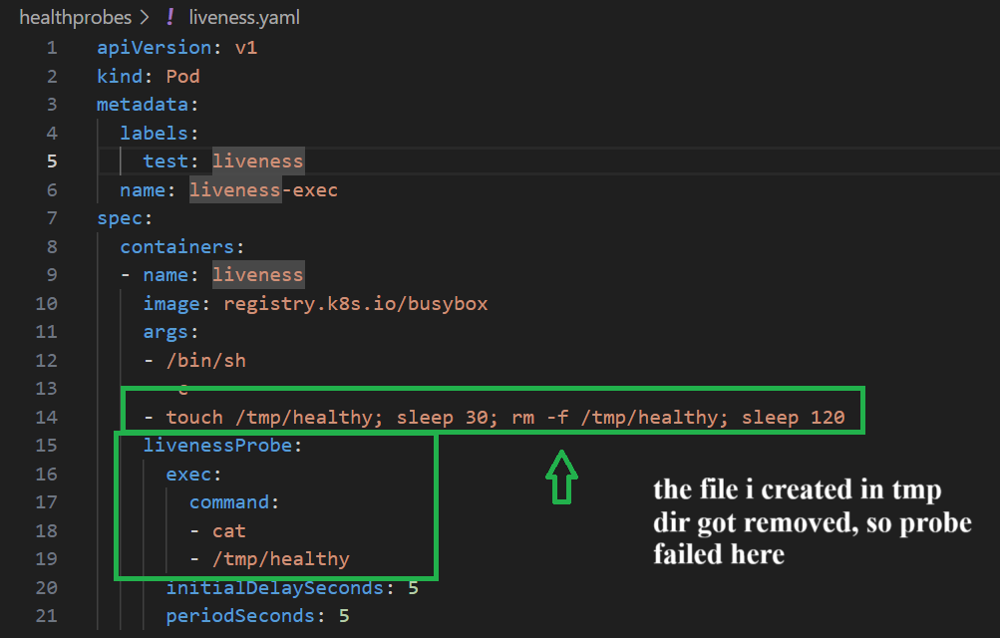 healthprobes > ! liveness.yaml
1 apiVersion: v1
2 kind: Pod
3 metadata:
4 labels:
5 test: liveness
6 name: liveness-exec
7 spec:
8 containers:
9 - name: liveness
10 image: registry.k8s.io/busybox
11 args:
12 - /bin/sh
13
14 - touch /tmp/healthy; sleep 30; rm -f /tmp/healthy; sleep 120
15 livenessProbe:
16 exec:
17 command:
18 - cat
19 - /tmp/healthy
20 initialDelaySeconds: 5
21 periodSeconds: 5
the file i created in tmp
dir got removed, so probe
failed here